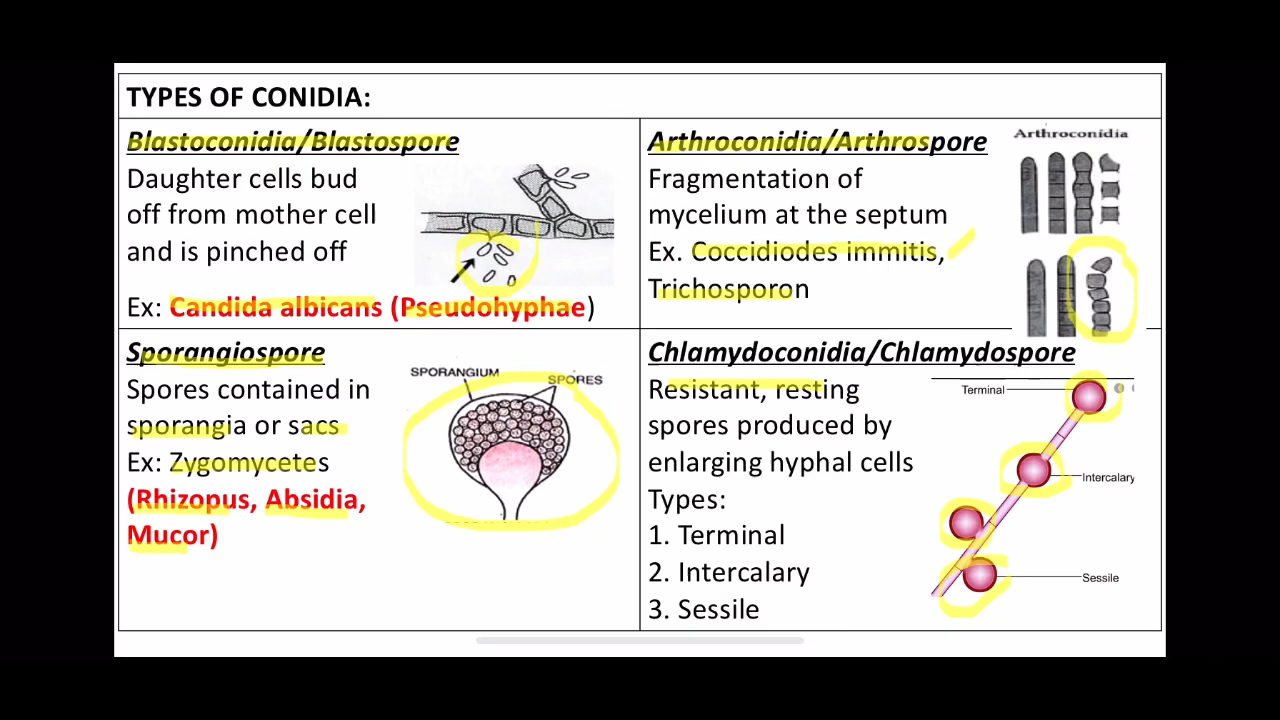 TYPES OF CONIDIA:
Blastoconidia/Blastospore
Daughter cells bud
off from mother cell
and is pinched off
Ex: Candida albicans (Pseudohyphae)
Arthroconidia/Arthrospore
Fragmentation of
mycelium at the septum
Ex. Coccidiodes immitis,
Trichosporon
Arthroconidia
Sporangiospore
Spores contained in
sporangia or sacs
Ex: Zygomycetes
(Rhizopus, Absidia,
Mucor)
SPORANGIUM
SPORES
Chlamydoconidia/Chlamydospore
Resistant, resting
spores produced by
enlarging hyphal cells
Types:
1. Terminal
2. Intercalary
3. Sessile
Terminal
Intercalary
Sessile